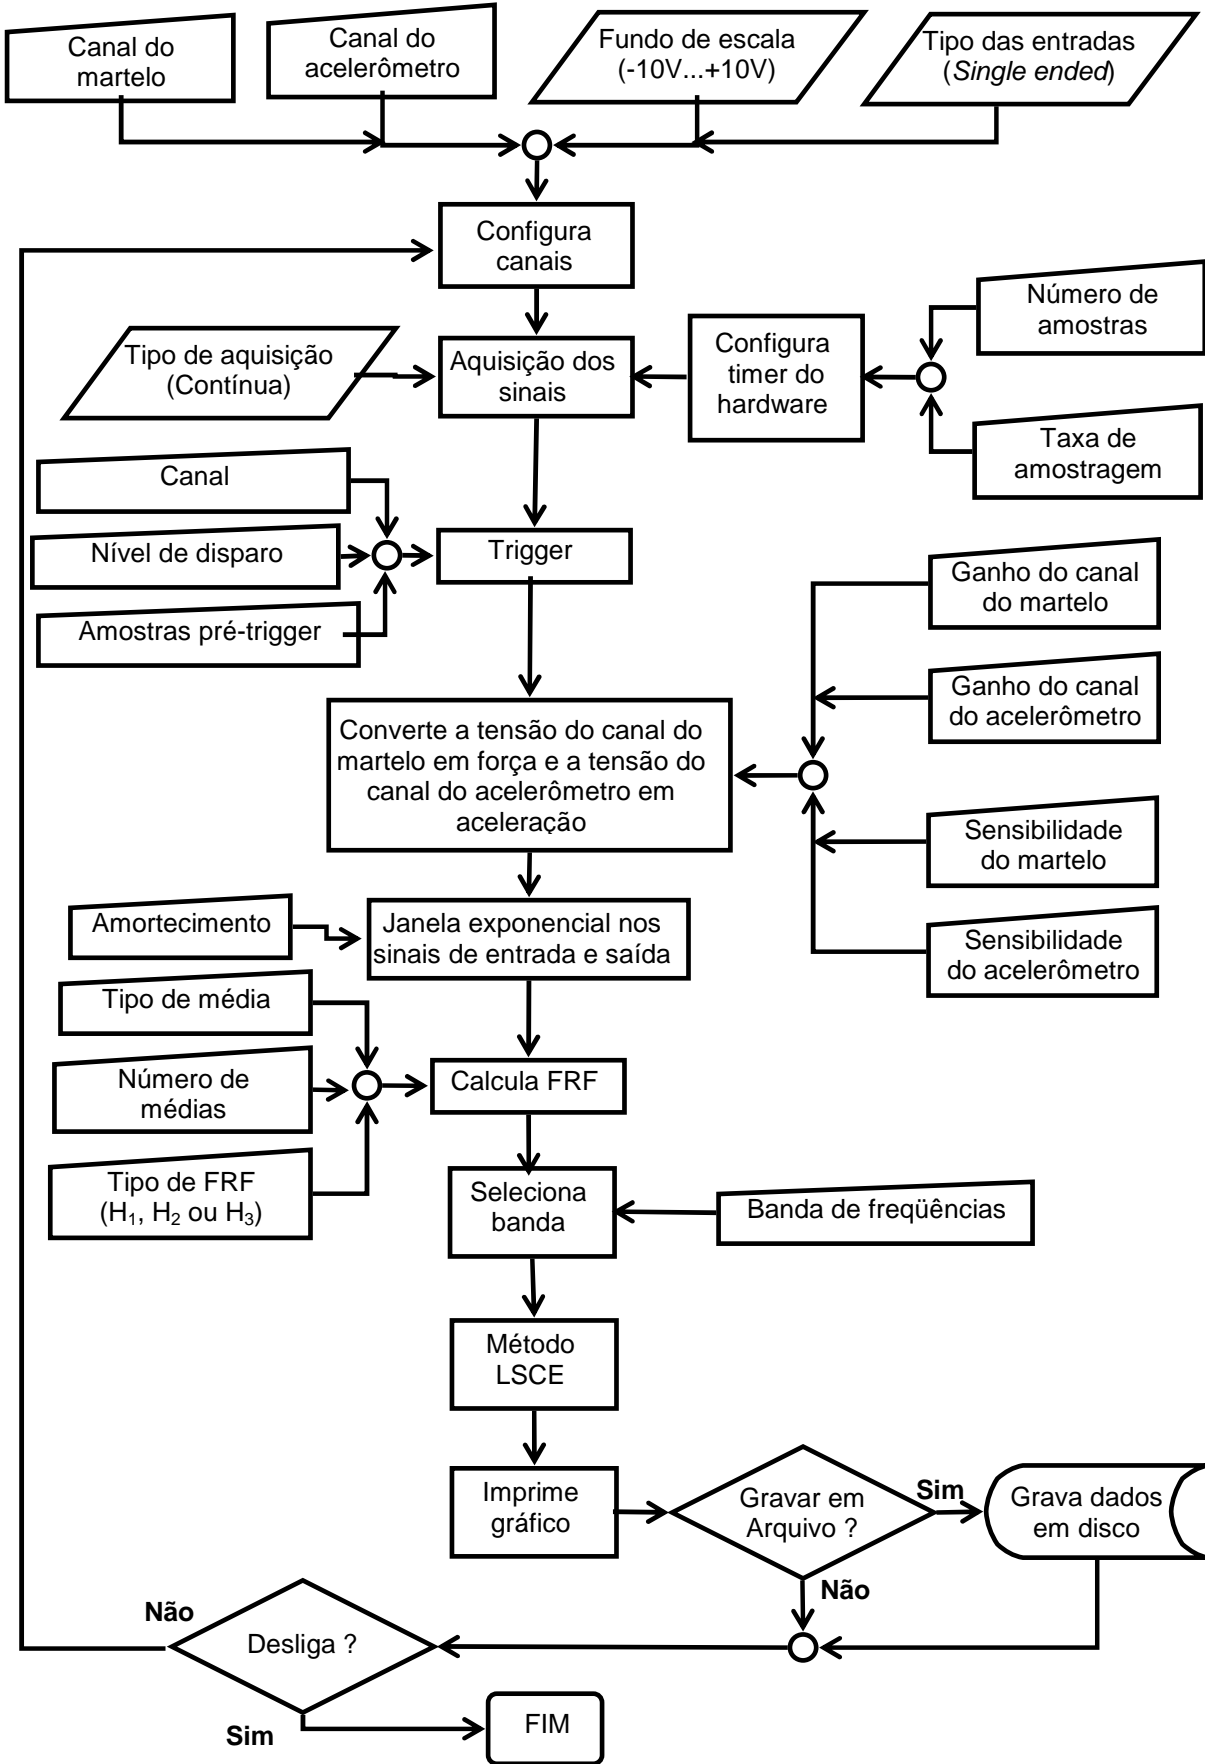 Canal do
martelo
Canal do
acelerômetro
Fundo de escala
(-10V...+10V)
Tipo das entradas
(Single ended)
Configura
canais
Número de
amostras
Tipo de aquisição
(Contínua)
Aquisição dos
sinais
Configura
timer do
hardware
Taxa de
amostragem
Canal
Nível de disparo
Amostras pré-trigger
Trigger
Ganho do canal
do martelo
Ganho do canal
do acelerômetro
Converte a tensão do canal do
martelo em força e a tensão do
canal do acelerômetro em
aceleração
Sensibilidade
do martelo
Sensibilidade
do acelerômetro
Amortecimento
Janela exponencial nos
sinais de entrada e saída
Tipo de média
Número de
médias
Tipo de FRF
(H₁, H₂ ou H₃)
Calcula FRF
Seleciona
banda
Banda de freqüências
Método
LSCE
Imprime
gráfico
Gravar em
Arquivo ?
Sim
Grava dados
em disco
Não
Não
Desliga ?
Sim
FIM